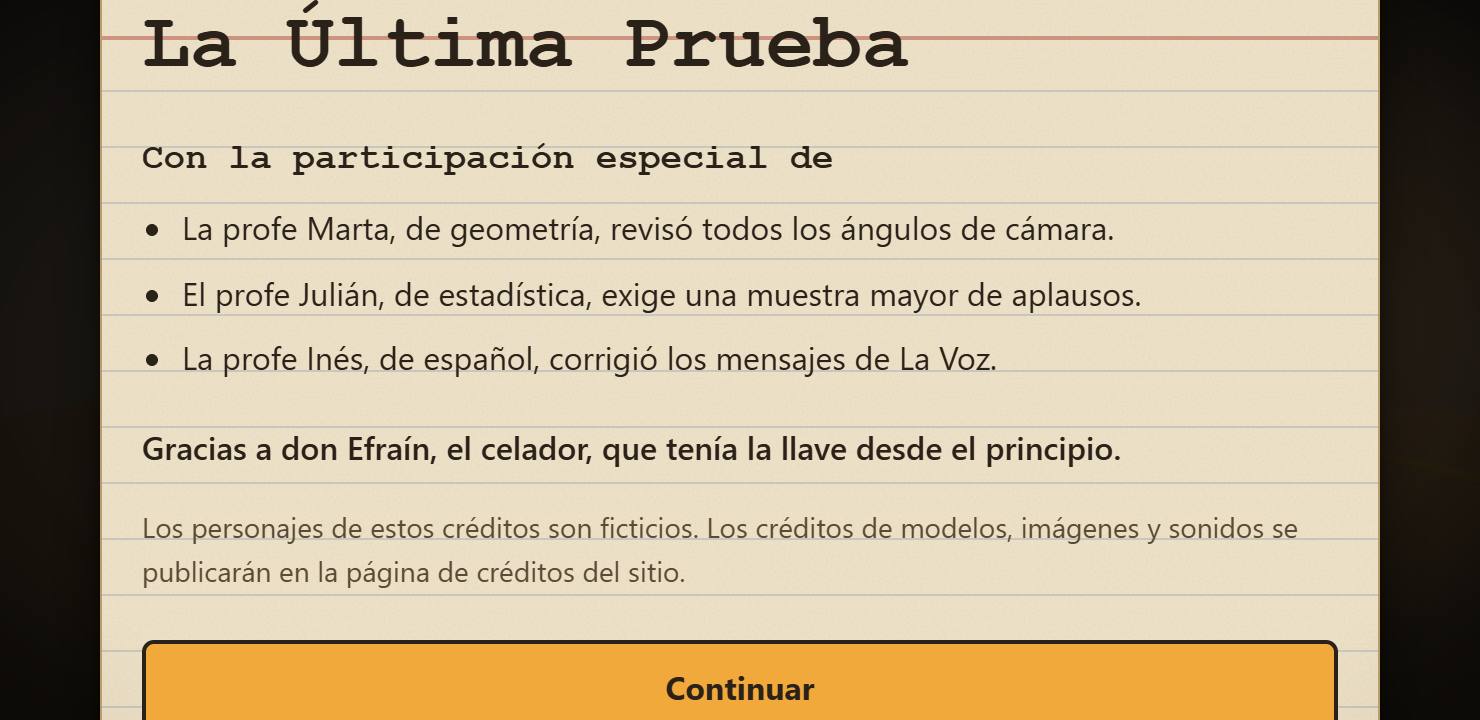 La Última Prueba
Con la participación especial de
• La profe Marta, de geometría, revisó todos los ángulos de cámara.
• El profe Julián, de estadística, exige una muestra mayor de aplausos.
• La profe Inés, de español, corrigió los mensajes de La Voz.
Gracias a don Efraín, el celador, que tenía la llave desde el principio.
Los personajes de estos créditos son ficticios. Los créditos de modelos, imágenes y sonidos se
publicarán en la página de créditos del sitio.
Continuar